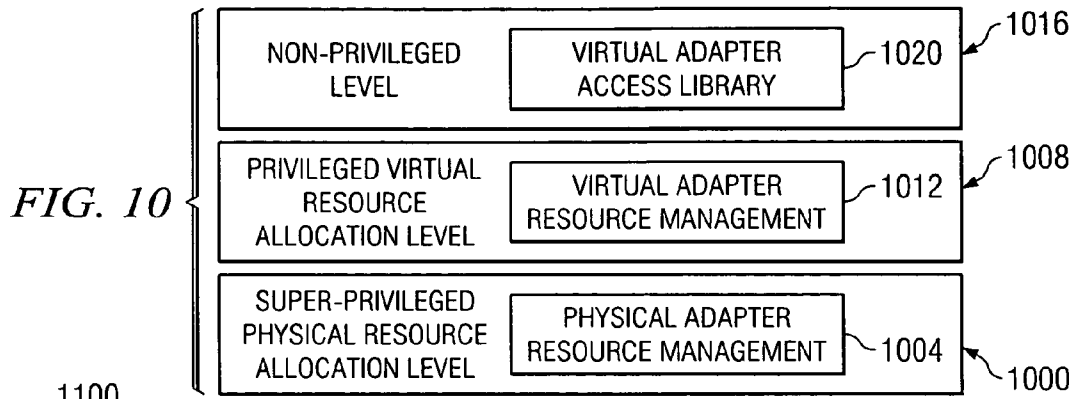 FIG. 10
NON-PRIVILEGED
LEVEL
VIRTUAL ADAPTER
ACCESS LIBRARY
1020
1016
PRIVILEGED VIRTUAL
RESOURCE
ALLOCATION LEVEL
VIRTUAL ADAPTER
RESOURCE MANAGEMENT
1012
1008
SUPER-PRIVILEGED
PHYSICAL RESOURCE
ALLOCATION LEVEL
PHYSICAL ADAPTER
RESOURCE MANAGEMENT
1004
1000
1100